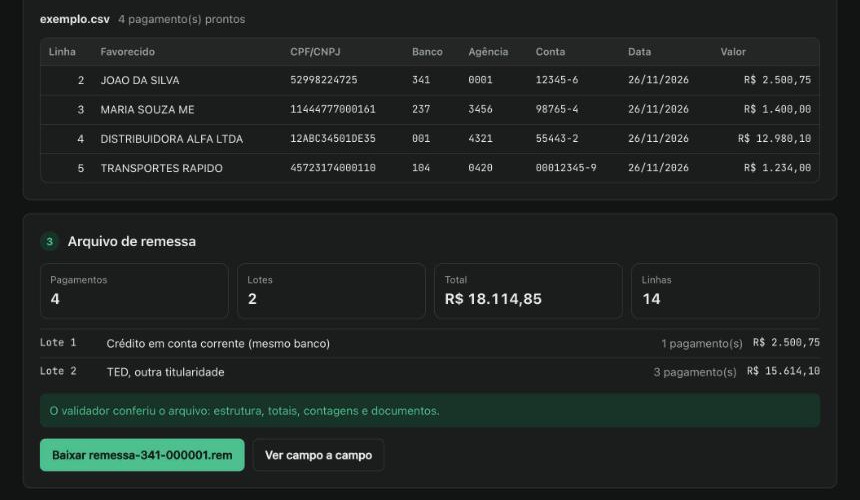 exemplo.csv 4 pagamento(s) prontos
Linha Favorecido CPF/CNPJ Banco Agência Conta Data Valor
2 JOAO DA SILVA 52998224725 341 0001 12345-6 26/11/2026 R$ 2.500,75
3 MARIA SOUZA ME 11444777000161 237 3456 98765-4 26/11/2026 R$ 1.400,00
4 DISTRIBUIDORA ALFA LTDA 12ABC34501DE35 001 4321 55443-2 26/11/2026 R$ 12.980,10
5 TRANSPORTES RAPIDO 45723174000110 104 0420 00012345-9 26/11/2026 R$ 1.234,00
3 Arquivo de remessa
Pagamentos Lotes Total Linhas
4 2 R$ 18.114,85 14
Lote 1 Crédito em conta corrente (mesmo banco) 1 pagamento(s) R$ 2.500,75
Lote 2 TED, outra titularidade 3 pagamento(s) R$ 15.614,10
O validador conferiu o arquivo: estrutura, totais, contagens e documentos.
Baixar remessa-341-000001.rem Ver campo a campo